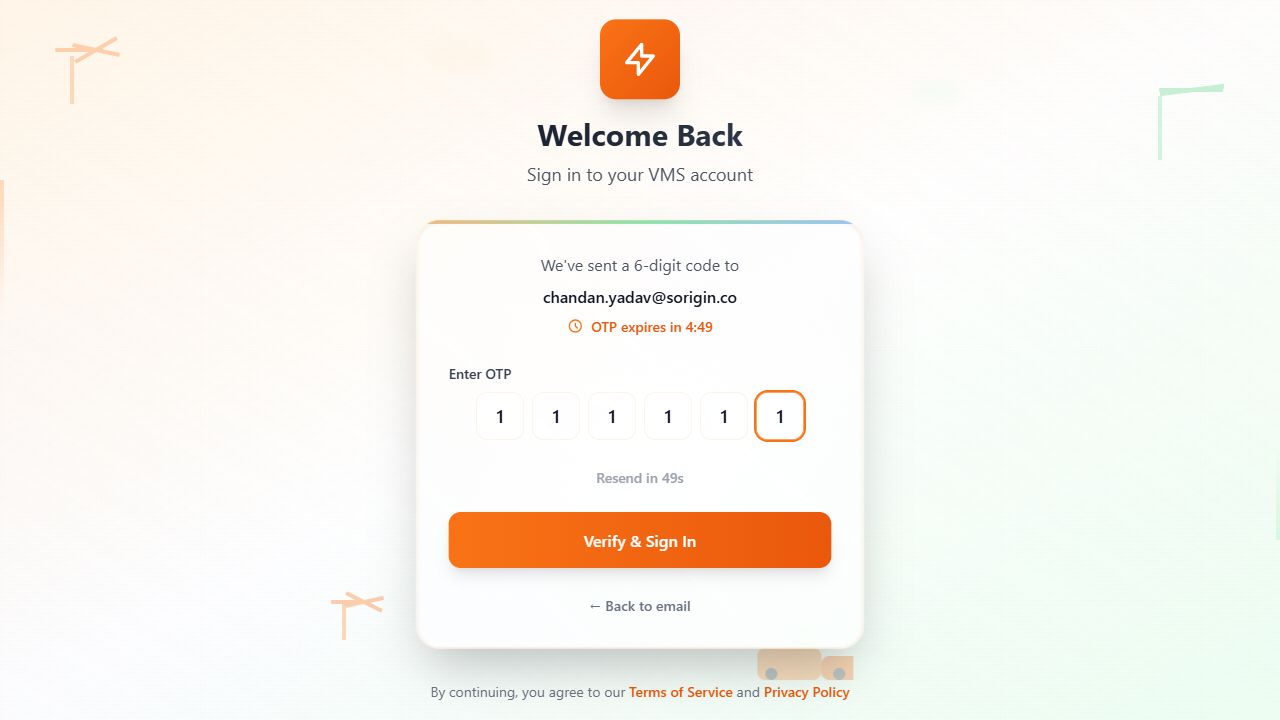 Welcome Back
Sign in to your VMS account
We've sent a 6-digit code to
chandan.yadav@sorigin.co
OTP expires in 4:49
Enter OTP
1 1 1 1 1 1
Resend in 49s
Verify & Sign In
← Back to email
By continuing, you agree to our Terms of Service and Privacy Policy